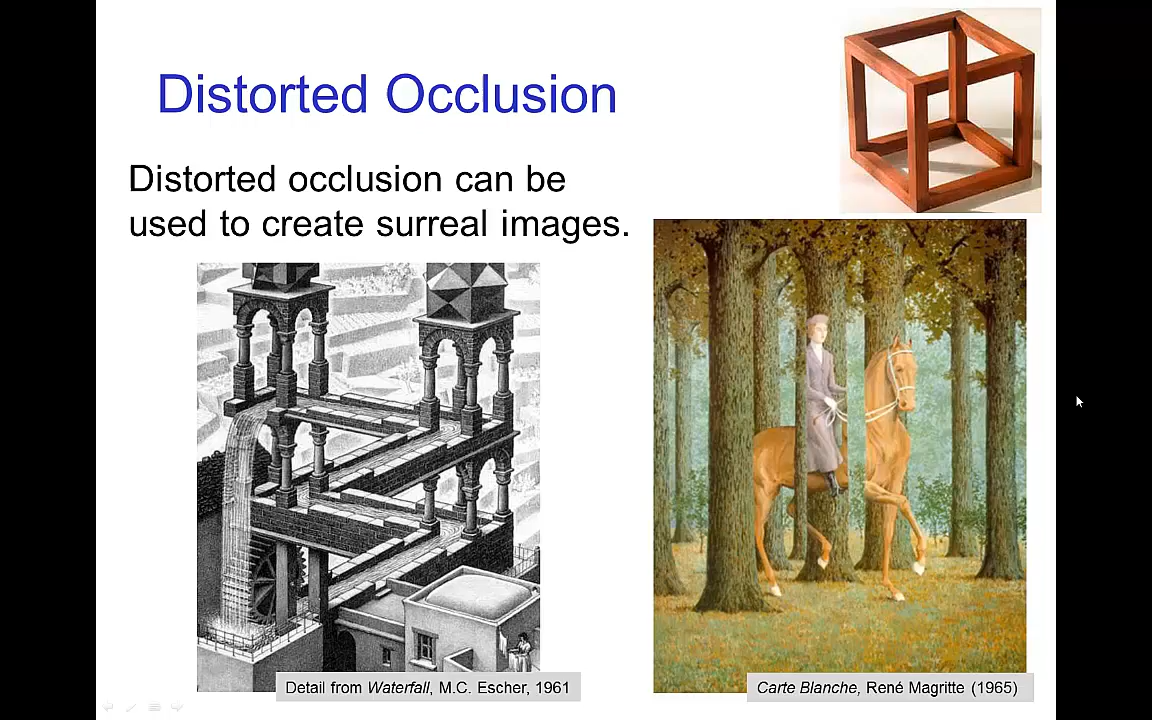 Distorted Occlusion
Distorted occlusion can be
used to create surreal images.
Detail from Waterfall, M.C. Escher, 1961
Carte Blanche, René Magritte (1965)